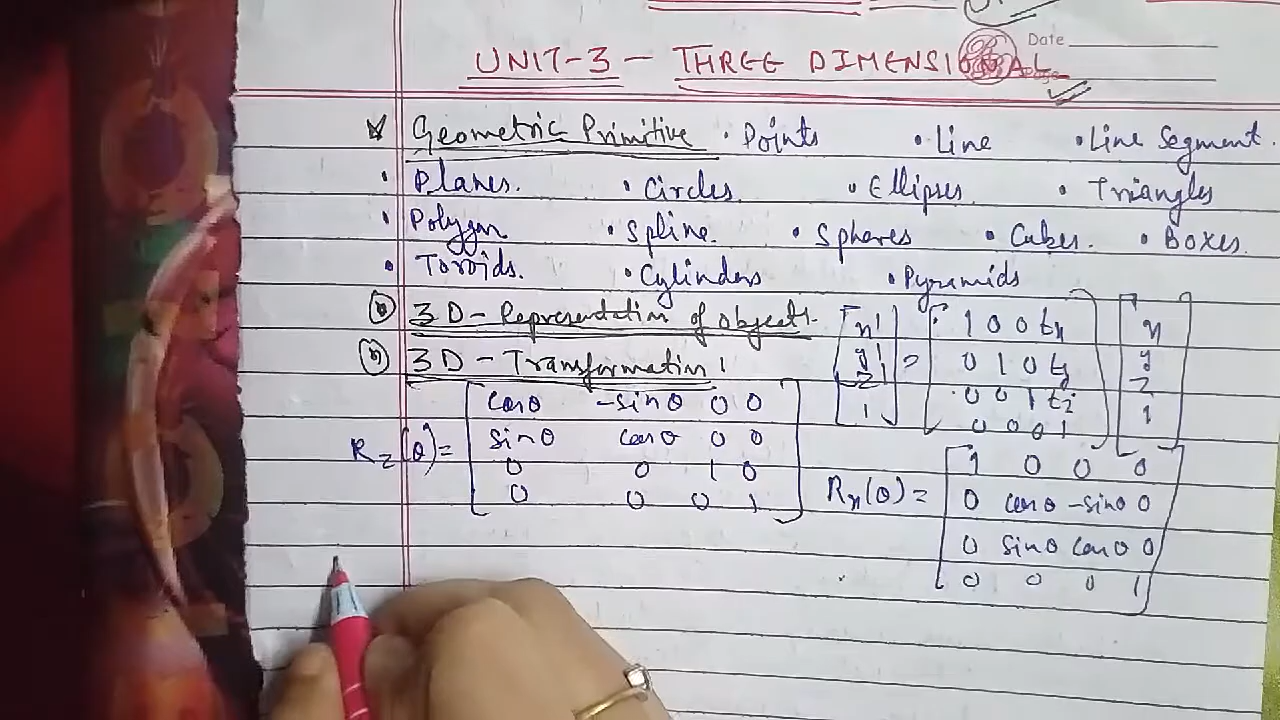 Date
UNIT-3 - THREE DIMENSIONAL
Geometric Primitive • Points • Line • Line Segment.
• Planes. • Circles. • Ellipses. • Triangles
• Polygon • Spline. • Spheres • Cubes. • Boxes.
• Toroids. • Cylinders • Pyramids
3D-Representation of objects.
3D-Transformation:
x' 1 0 0 tx x
y' = 0 1 0 ty y
z' 0 0 1 tz z
1 0 0 0 1 1
cosθ -sinθ 0 0
Rz(θ)= sinθ cosθ 0 0
0 0 1 0
0 0 0 1
1 0 0 0
Rx(θ)= 0 cosθ -sinθ 0
0 sinθ cosθ 0
0 0 0 1